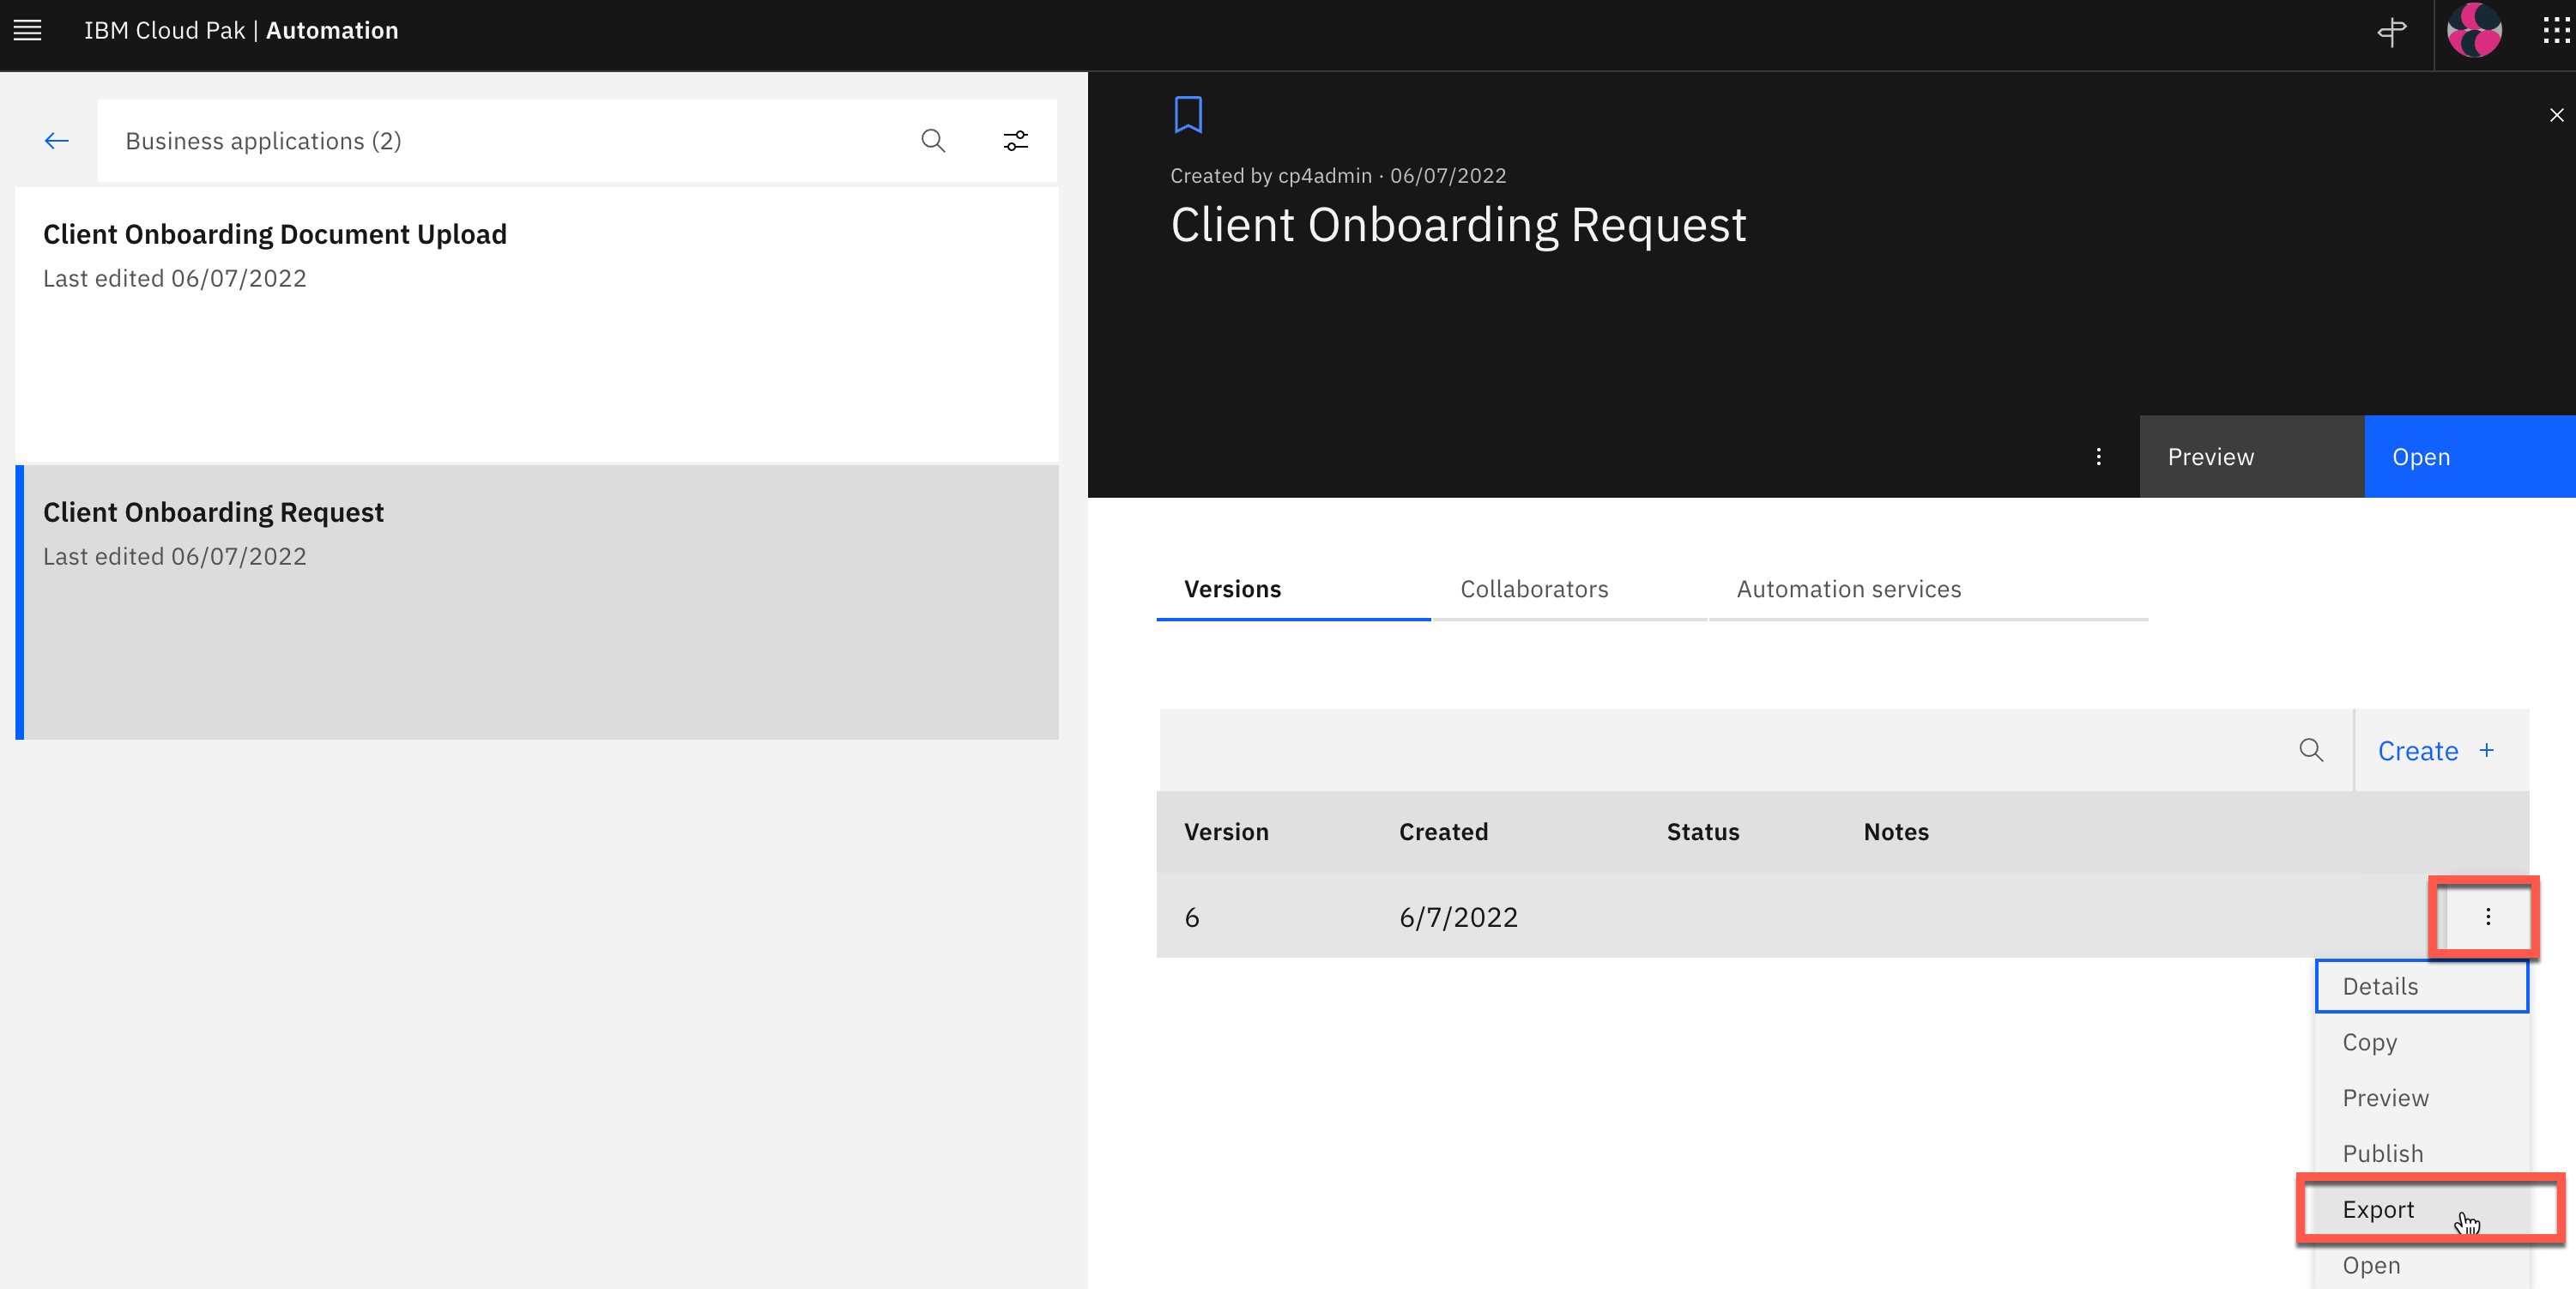 IBM Cloud Pak | Automation
Business applications (2)
Client Onboarding Document Upload
Last edited 06/07/2022
Client Onboarding Request
Last edited 06/07/2022
Created by cp4admin · 06/07/2022
Client Onboarding Request
Preview
Open
Versions Collaborators Automation services
Create +
Version Created Status Notes
6 6/7/2022
Details
Copy
Preview
Publish
Export
Open